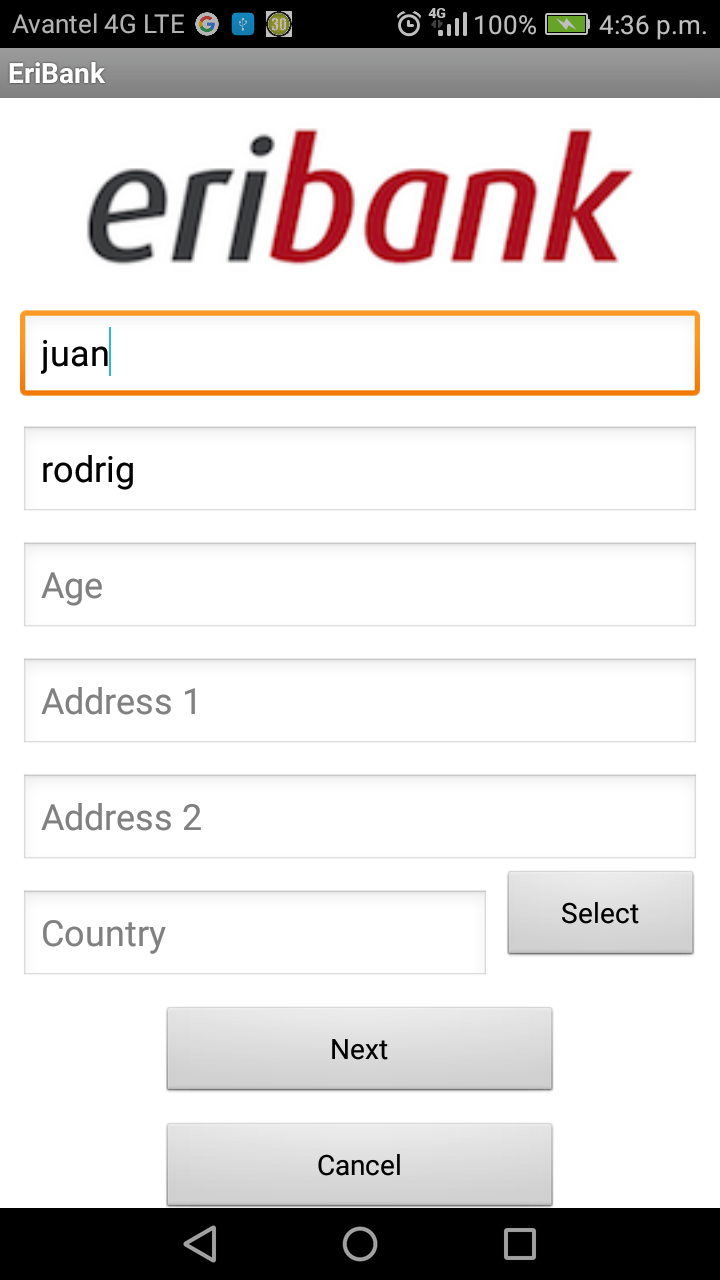 Avantel 4G LTE G 30 4G 100% 4:36 p.m.
EriBank
eribank
juan
rodrig
Age
Address 1
Address 2
Country
Select
Next
Cancel